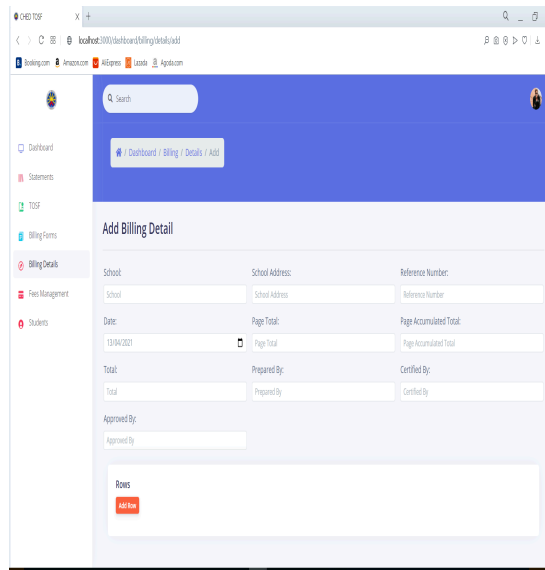 CHED TOSF X +
localhost:3000/dashboard/billing/details/add
Booking.com Amazon.com AliExpress Lazada Agoda.com
Search
/ Dashboard / Billing / Details / Add
Dashboard
Statements
TOSF
Billing Forms
Billing Details
Fees Management
Students
Add Billing Detail
School: School Address: Reference Number:
School School Address Reference Number
Date: Page Total: Page Accumulated Total:
13/04/2021 Page Total Page Accumulated Total
Total: Prepared By: Certified By:
Total Prepared By Certified By
Approved By:
Approved By
Rows
Add Row